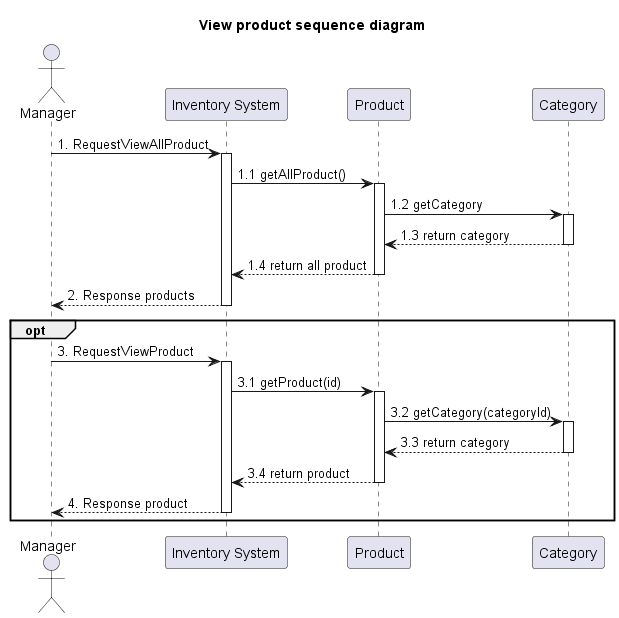 View product sequence diagram
Manager
Inventory System
Product
Category
1. RequestViewAllProduct
1.1 getAllProduct()
1.2 getCategory
1.3 return category
1.4 return all product
2. Response products
opt
3. RequestViewProduct
3.1 getProduct(id)
3.2 getCategory(categoryId)
3.3 return category
3.4 return product
4. Response product
Manager
Inventory System
Product
Category